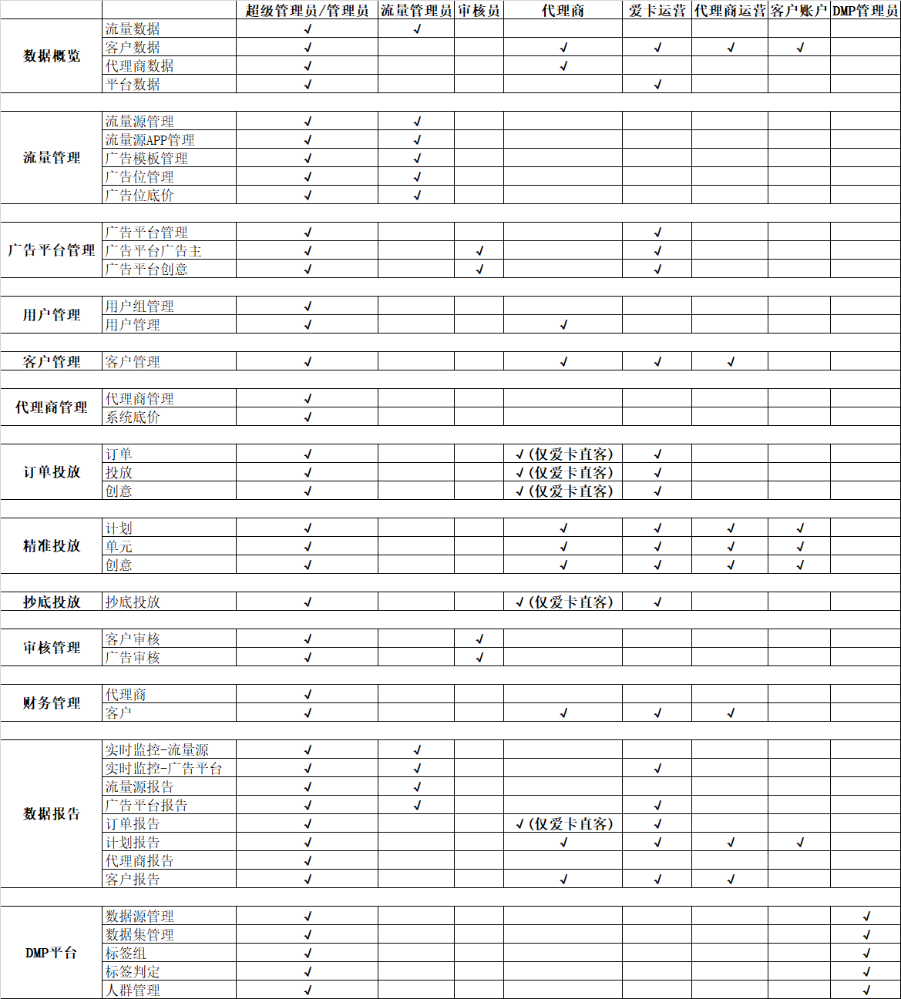 超级管理员/管理员 流量管理员 审核员 代理商 爱卡运营 代理商运营 客户账户 DMP管理员
数据概览
流量数据 √ √
客户数据 √ √ √ √ √
代理商数据 √ √
平台数据 √ √
流量管理
流量源管理 √ √
流量源APP管理 √ √
广告模板管理 √ √
广告位管理 √ √
广告位底价 √ √
广告平台管理
广告平台管理 √ √
广告平台广告主 √ √ √
广告平台创意 √ √ √
用户管理
用户组管理 √
用户管理 √ √
客户管理 客户管理 √ √ √ √
代理商管理
代理商管理 √
系统底价 √
订单投放
订单 √ √(仅爱卡直客) √
投放 √ √(仅爱卡直客) √
创意 √ √(仅爱卡直客) √
精准投放
计划 √ √ √ √ √
单元 √ √ √ √ √
创意 √ √ √ √ √
抄底投放 抄底投放 √ √(仅爱卡直客) √
审核管理
客户审核 √ √
广告审核 √ √
财务管理
代理商 √
客户 √ √ √ √
数据报告
实时监控-流量源 √ √
实时监控-广告平台 √ √ √
流量源报告 √ √
广告平台报告 √ √ √
订单报告 √ √(仅爱卡直客) √
计划报告 √ √ √ √ √
代理商报告 √
客户报告 √ √ √ √
DMP平台
数据源管理 √ √
数据集管理 √ √
标签组 √ √
标签判定 √ √
人群管理 √ √